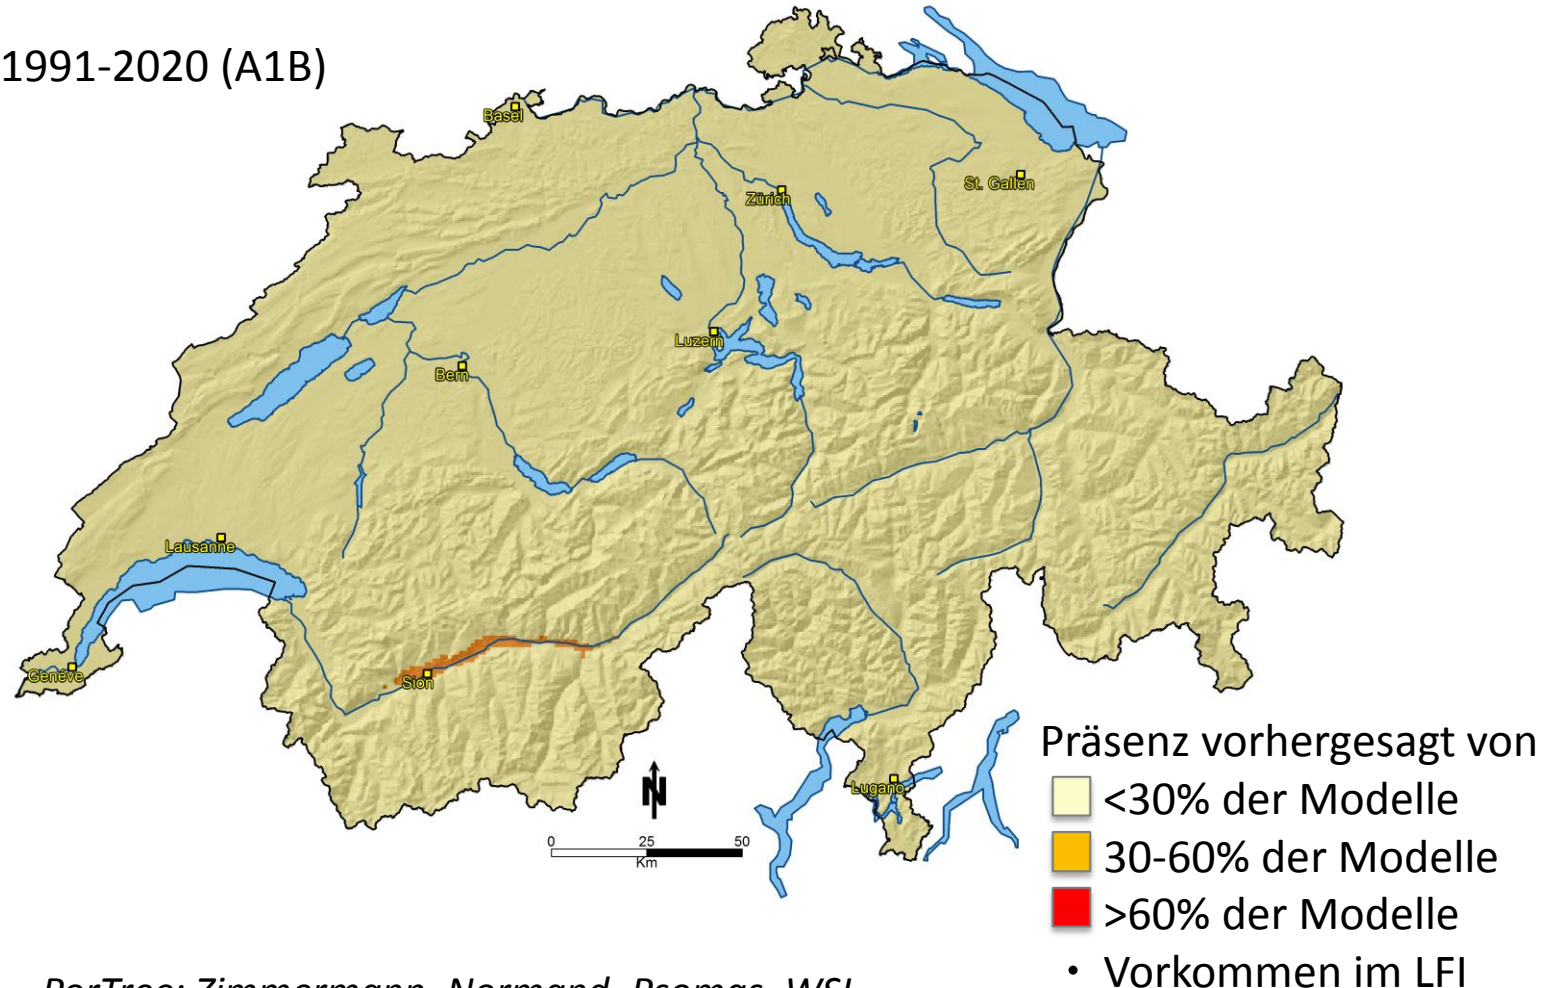 1991-2020 (A1B)
Basel
St. Gallen
Zürich
Luzern
Bern
Lausanne
Genève
Sion
Lugano
N
0 25 50
Km
Präsenz vorhergesagt von
<30% der Modelle
30-60% der Modelle
>60% der Modelle
• Vorkommen im LFI
PorTree: Zimmermann, Normand, Psomas, WSL